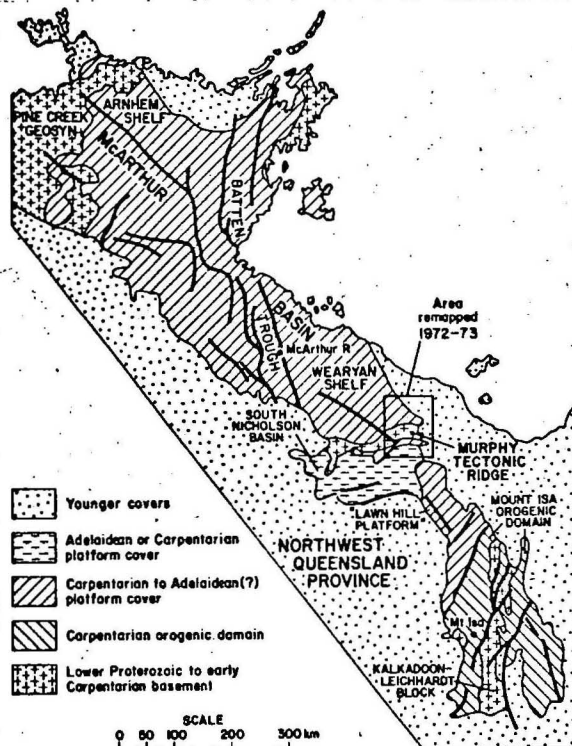 ARNHEM
SHELF
PINE CREEK
GEOSYN
McARTHUR
BATTEN
BASIN
TROUGH
McArthur R
WEARYAN
SHELF
Area
remapped
1972-73
SOUTH
NICHOLSON
BASIN
MURPHY
TECTONIC
RIDGE
LAWN HILL
PLATFORM
MOUNT ISA
OROGENIC
DOMAIN
NORTHWEST
QUEENSLAND
PROVINCE
Mt Isa
KALKADOON-
LEICHHARDT
BLOCK
Younger covers
Adelaidean or Carpentarian
platform cover
Carpentarian to Adelaidean(?)
platform cover
Carpentarian orogenic domain
Lower Proterozoic to early
Carpentarian basement
SCALE
0 50 100 200 300km